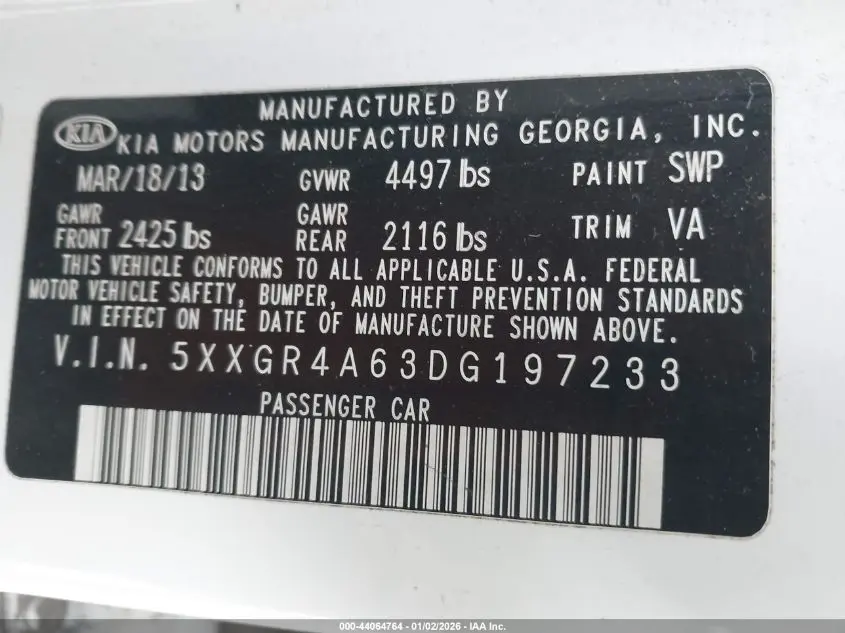 MANUFACTURED BY
KIA KIA MOTORS MANUFACTURING GEORGIA, INC.
MAR/18/13 GVWR 4497 lbs PAINT SWP
GAWR FRONT 2425 lbs GAWR REAR 2116 lbs TRIM VA
THIS VEHICLE CONFORMS TO ALL APPLICABLE U.S.A. FEDERAL
MOTOR VEHICLE SAFETY, BUMPER, AND THEFT PREVENTION STANDARDS
IN EFFECT ON THE DATE OF MANUFACTURE SHOWN ABOVE.
V.I.N. 5XXGR4A63DG197233
PASSENGER CAR
000-44064764 - 01/02/2026 - IAA Inc.